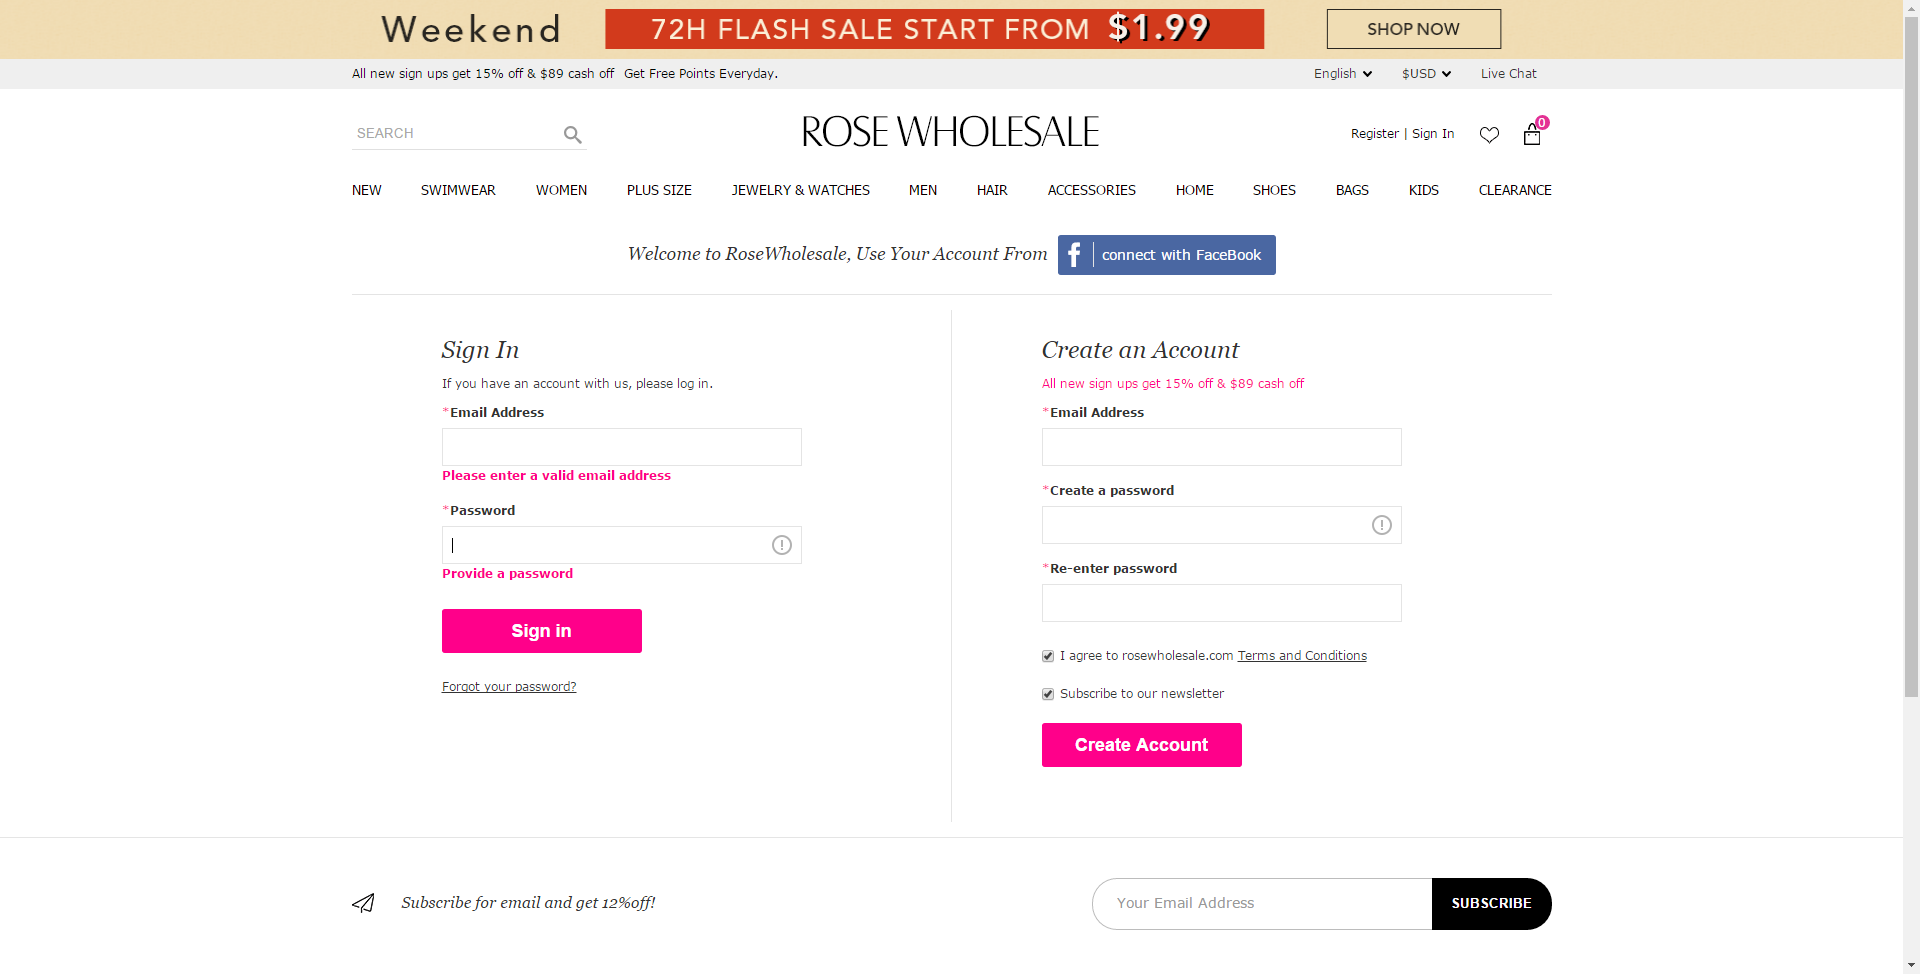 Weekend 72H FLASH SALE START FROM $1.99 SHOP NOW
All new sign ups get 15% off & $89 cash off Get Free Points Everyday. English $USD Live Chat
SEARCH ROSE WHOLESALE Register | Sign In 0
NEW SWIMWEAR WOMEN PLUS SIZE JEWELRY & WATCHES MEN HAIR ACCESSORIES HOME SHOES BAGS KIDS CLEARANCE
Welcome to RoseWholesale, Use Your Account From f connect with FaceBook
Sign In
If you have an account with us, please log in.
*Email Address
Please enter a valid email address
*Password
Provide a password
Sign in
Forgot your password?
Create an Account
All new sign ups get 15% off & $89 cash off
*Email Address
*Create a password
*Re-enter password
I agree to rosewholesale.com Terms and Conditions
Subscribe to our newsletter
Create Account
Subscribe for email and get 12%off!
Your Email Address SUBSCRIBE